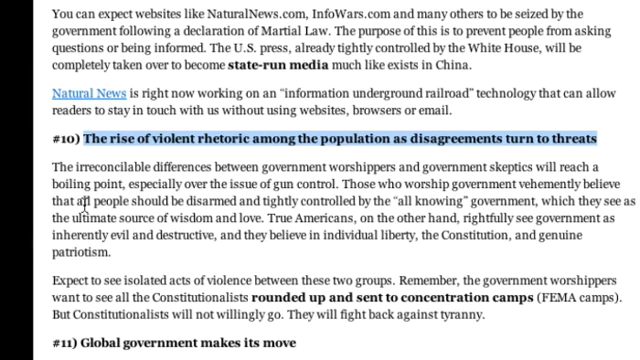 You can expect websites like NaturalNews.com, InfoWars.com and many others to be seized by the
government following a declaration of Martial Law. The purpose of this is to prevent people from asking
questions or being informed. The U.S. press, already tightly controlled by the White House, will be
completely taken over to become state-run media much like exists in China.
Natural News is right now working on an "information underground railroad" technology that can allow
readers to stay in touch with us without using websites, browsers or email.
#10) The rise of violent rhetoric among the population as disagreements turn to threats
The irreconcilable differences between government worshippers and government skeptics will reach a
boiling point, especially over the issue of gun control. Those who worship government vehemently believe
that all people should be disarmed and tightly controlled by the "all knowing" government, which they see as
the ultimate source of wisdom and love. True Americans, on the other hand, rightfully see government as
inherently evil and destructive, and they believe in individual liberty, the Constitution, and genuine
patriotism.
Expect to see isolated acts of violence between these two groups. Remember, the government worshippers
want to see all the Constitutionalists rounded up and sent to concentration camps (FEMA camps).
But Constitutionalists will not willingly go. They will fight back against tyranny.
#11) Global government makes its move